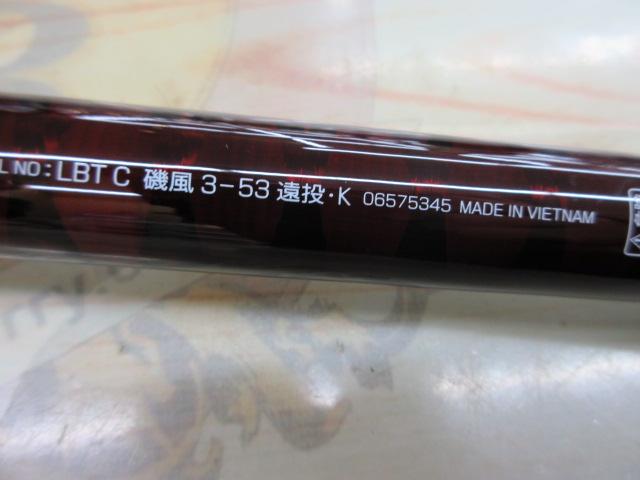 L NO: LBT C 磯風 3-53 遠投・K 06575345 MADE IN VIETNAM